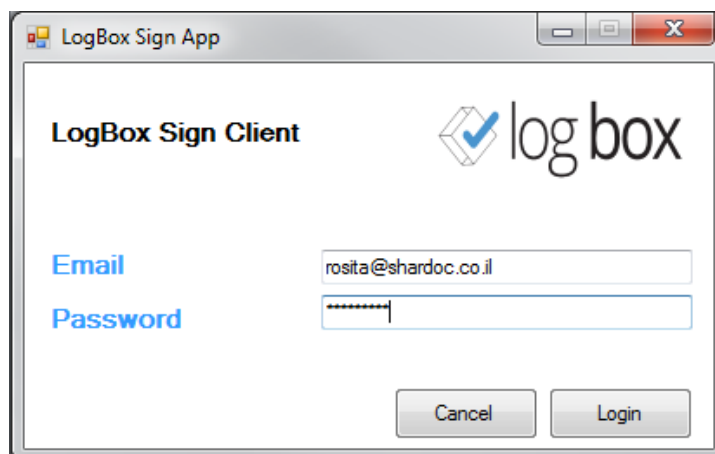 LogBox Sign App
LogBox Sign Client
log box
Email
rosita@shardoc.co.il
Password
*********
Cancel
Login